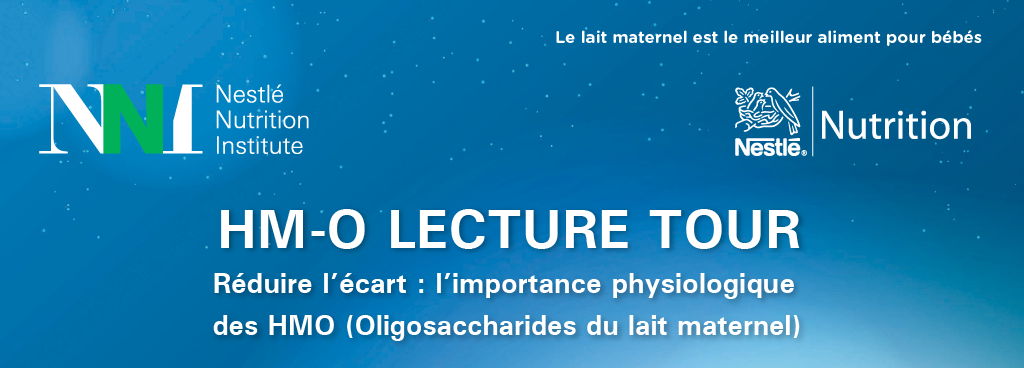 Le lait maternel est le meilleur aliment pour bébés
NNI
Nestlé
Nutrition
Institute
Nestlé®
Nutrition
HM-O LECTURE TOUR
Réduire l'écart : l'importance physiologique
des HMO (Oligosaccharides du lait maternel)